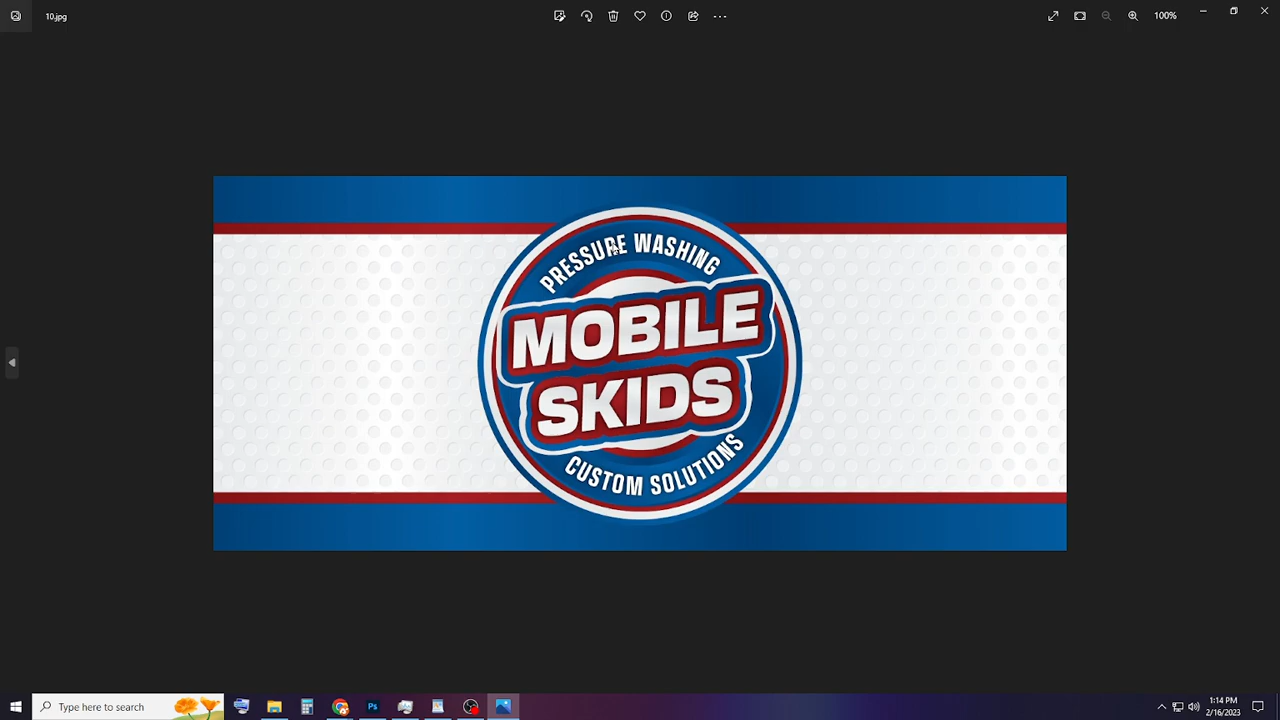 10.jpg
100%
PRESSURE WASHING
MOBILE
SKIDS
CUSTOM SOLUTIONS
Type here to search
Ps
1:14 PM
2/16/2023